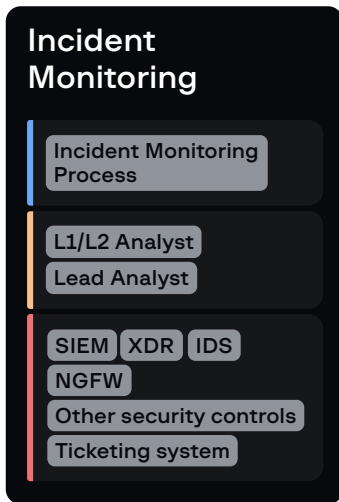 Incident
Monitoring
Incident Monitoring
Process
L1/L2 Analyst
Lead Analyst
SIEM XDR IDS
NGFW
Other security controls
Ticketing system